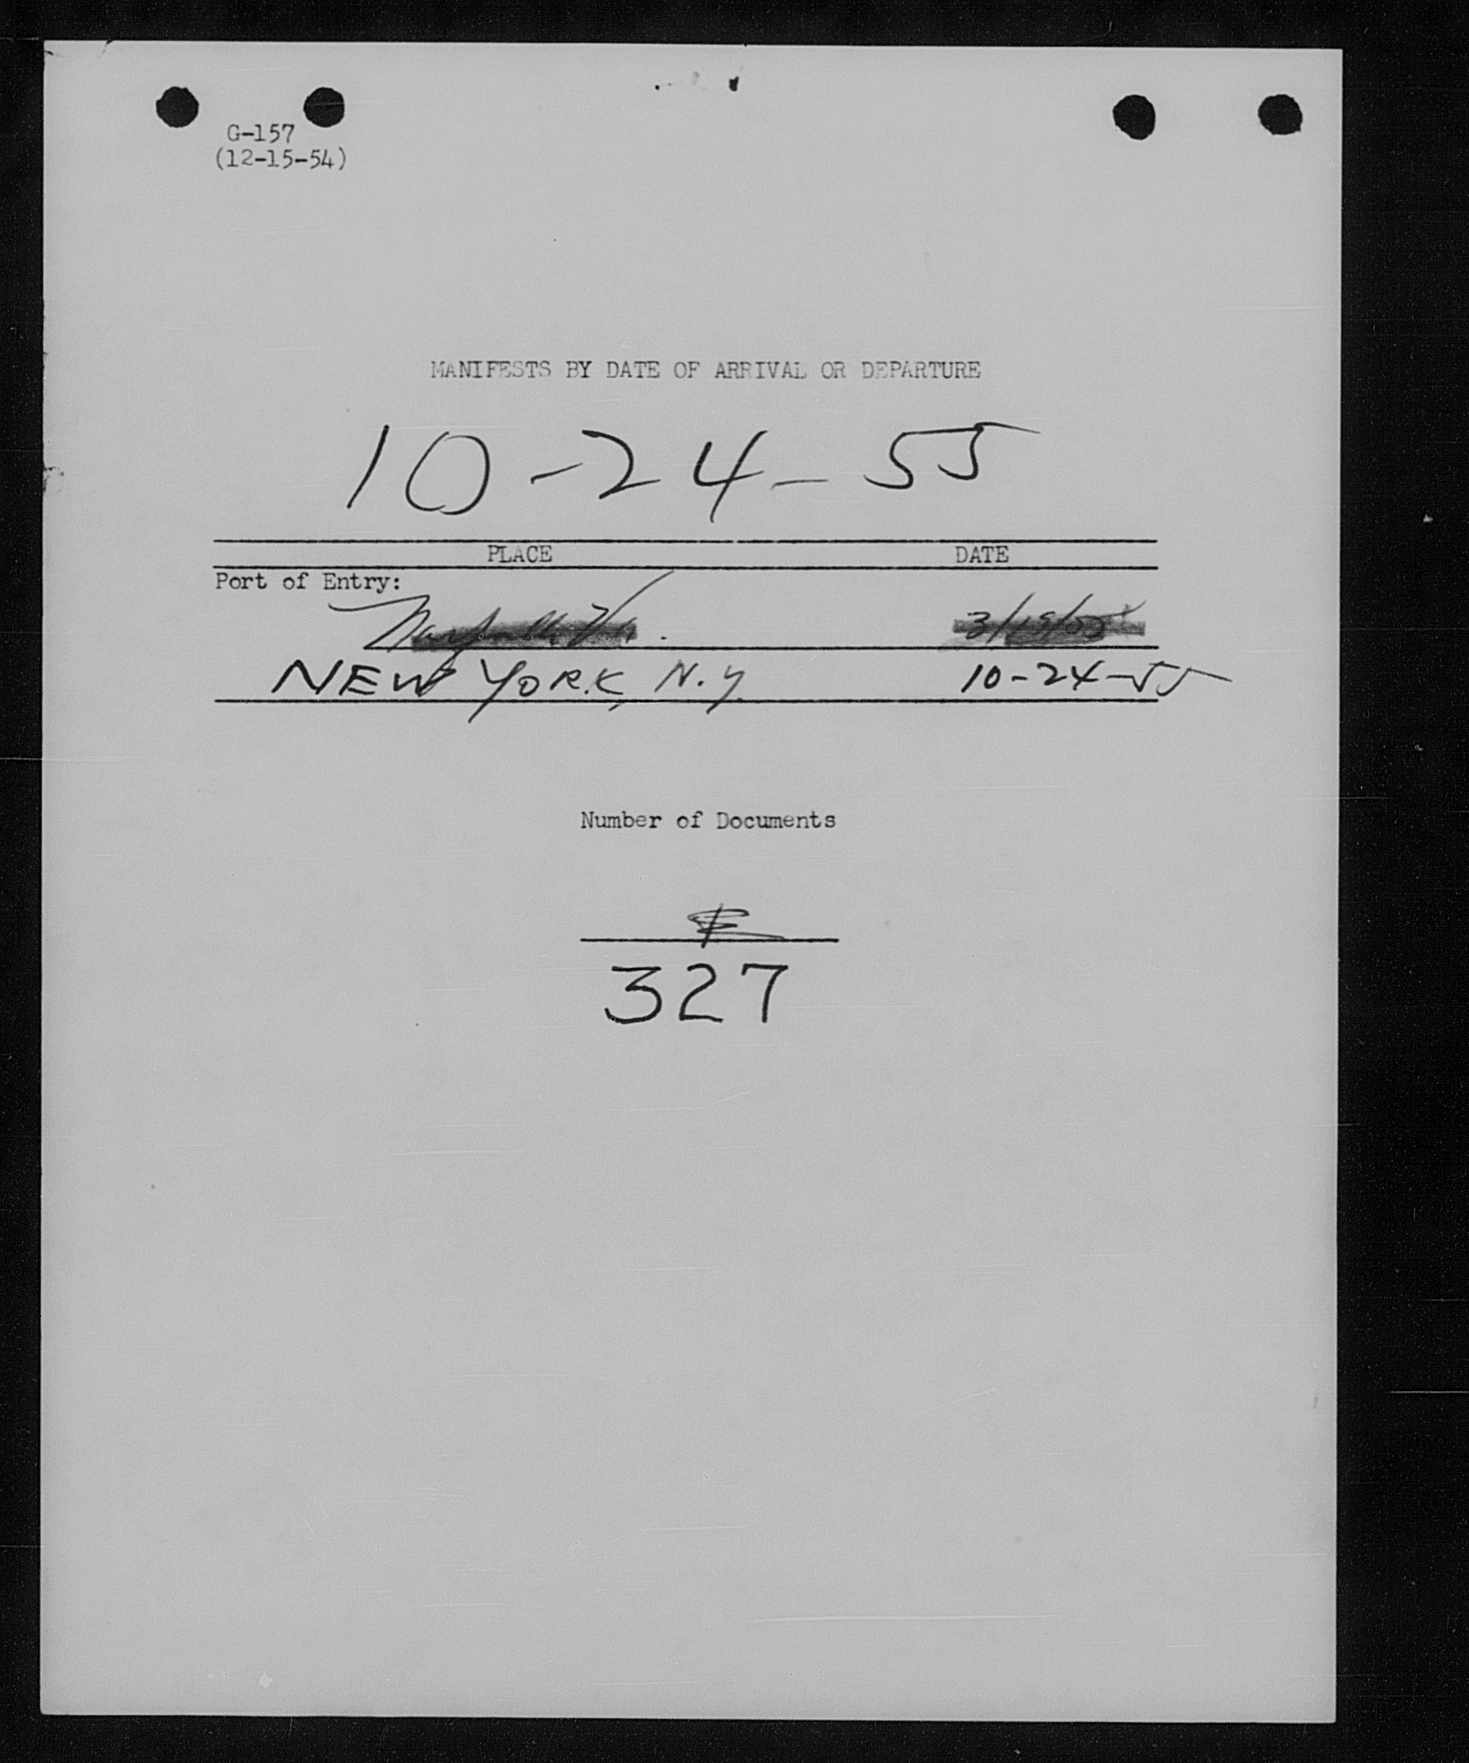 G-157
(12-15-54)
MANIFESTS BY DATE OF ARRIVAL OR DEPARTURE
10-24-55
PLACE DATE
Port of Entry:
NEW YORK, N.Y. 10-24-55
Number of Documents
327